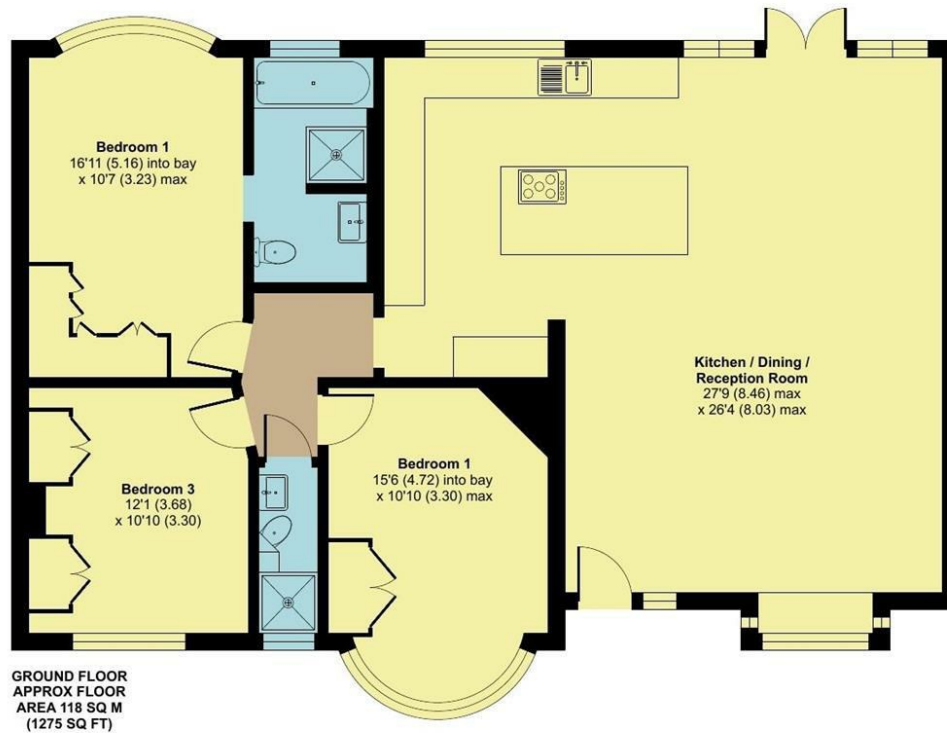 Bedroom 1
16'11 (5.16) into bay
x 10'7 (3.23) max
Kitchen / Dining /
Reception Room
27'9 (8.46) max
x 26'4 (8.03) max
Bedroom 3
12'1 (3.68)
x 10'10 (3.30)
Bedroom 1
15'6 (4.72) into bay
x 10'10 (3.30) max
GROUND FLOOR
APPROX FLOOR
AREA 118 SQ M
(1275 SQ FT)